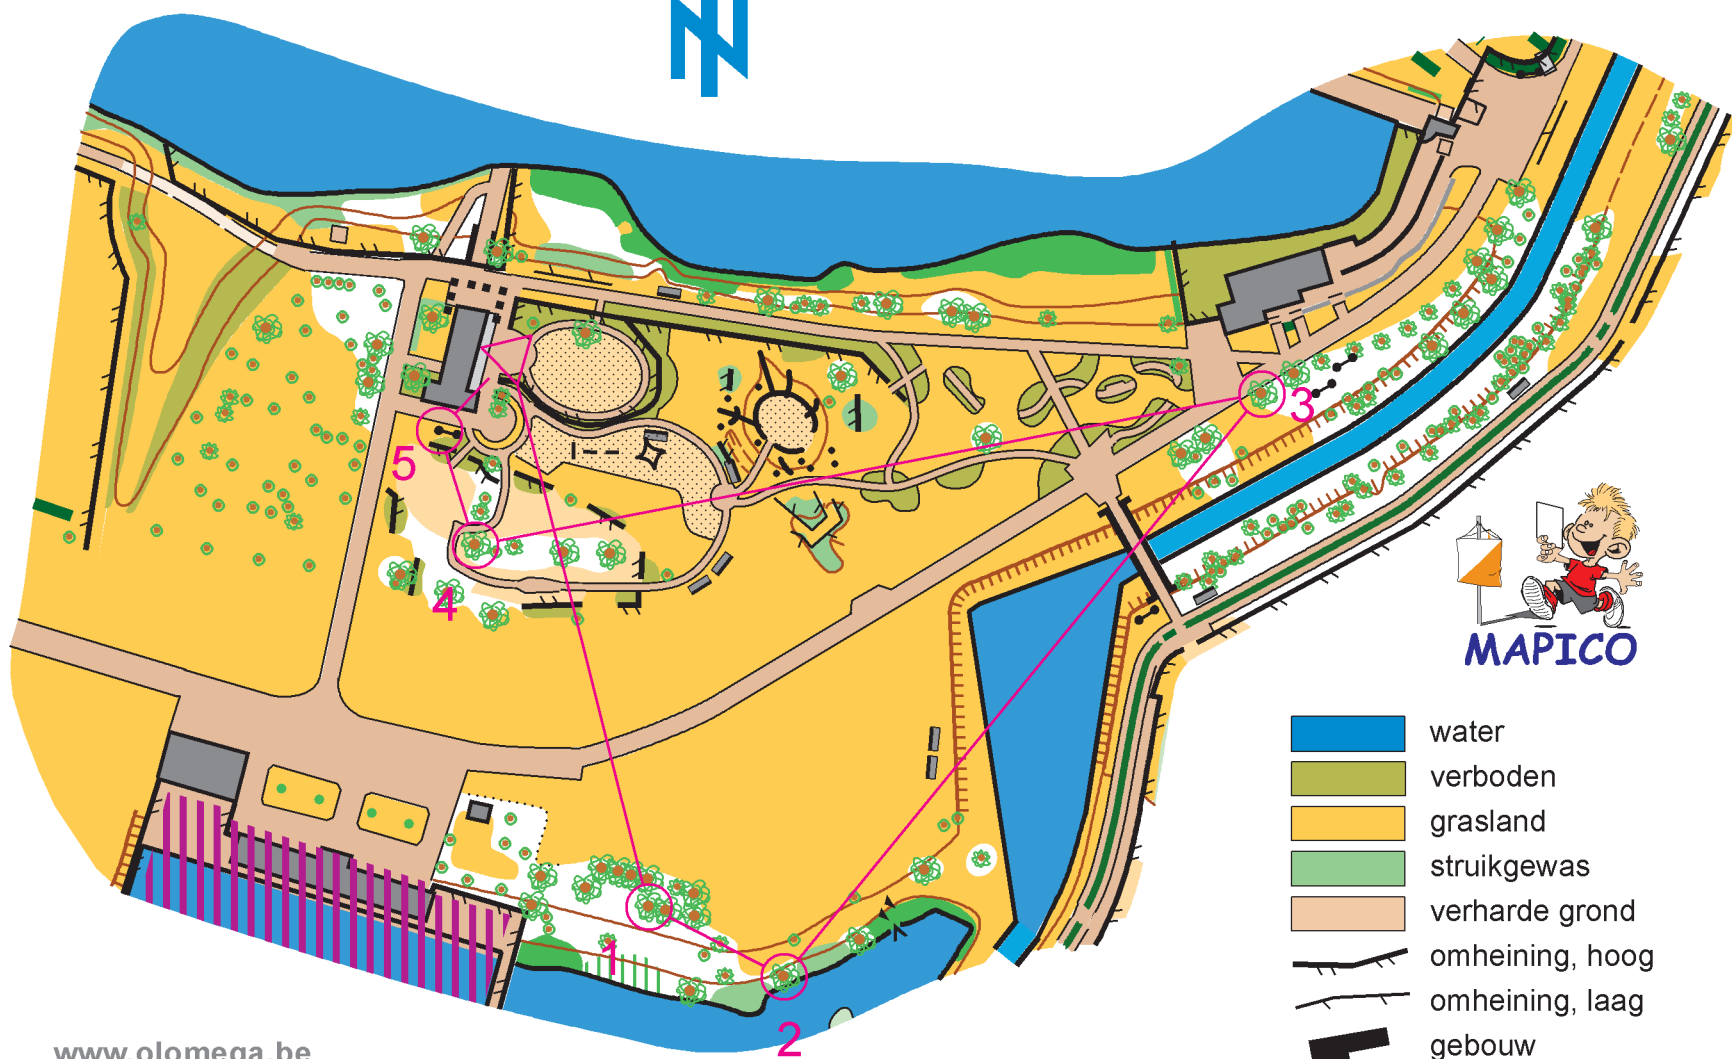 N
3
5
4
1
2
MAPICO
water
verboden
grasland
struikgewas
verharde grond
omheining, hoog
omheining, laag
gebouw
www.olomega.be